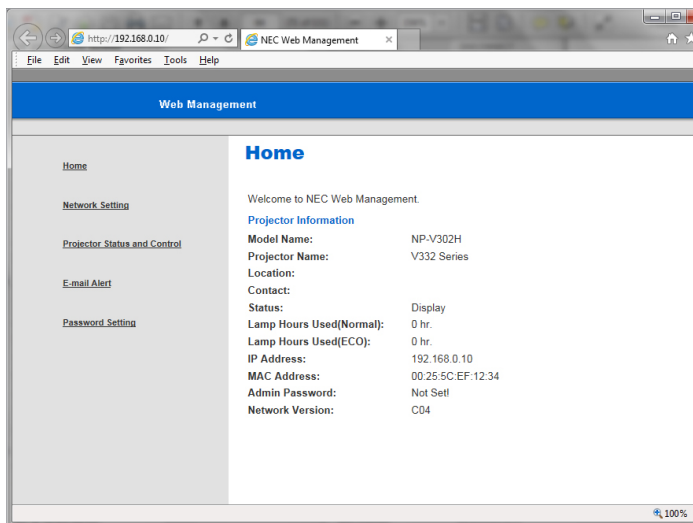 http://192.168.0.10/
NEC Web Management
File Edit View Favorites Tools Help
Web Management
Home
Network Setting
Projector Status and Control
E-mail Alert
Password Setting
Home
Welcome to NEC Web Management.
Projector Information
Model Name: NP-V302H
Projector Name: V332 Series
Location:
Contact:
Status: Display
Lamp Hours Used(Normal): 0 hr.
Lamp Hours Used(ECO): 0 hr.
IP Address: 192.168.0.10
MAC Address: 00:25:5C:EF:12:34
Admin Password: Not Set!
Network Version: C04
100%